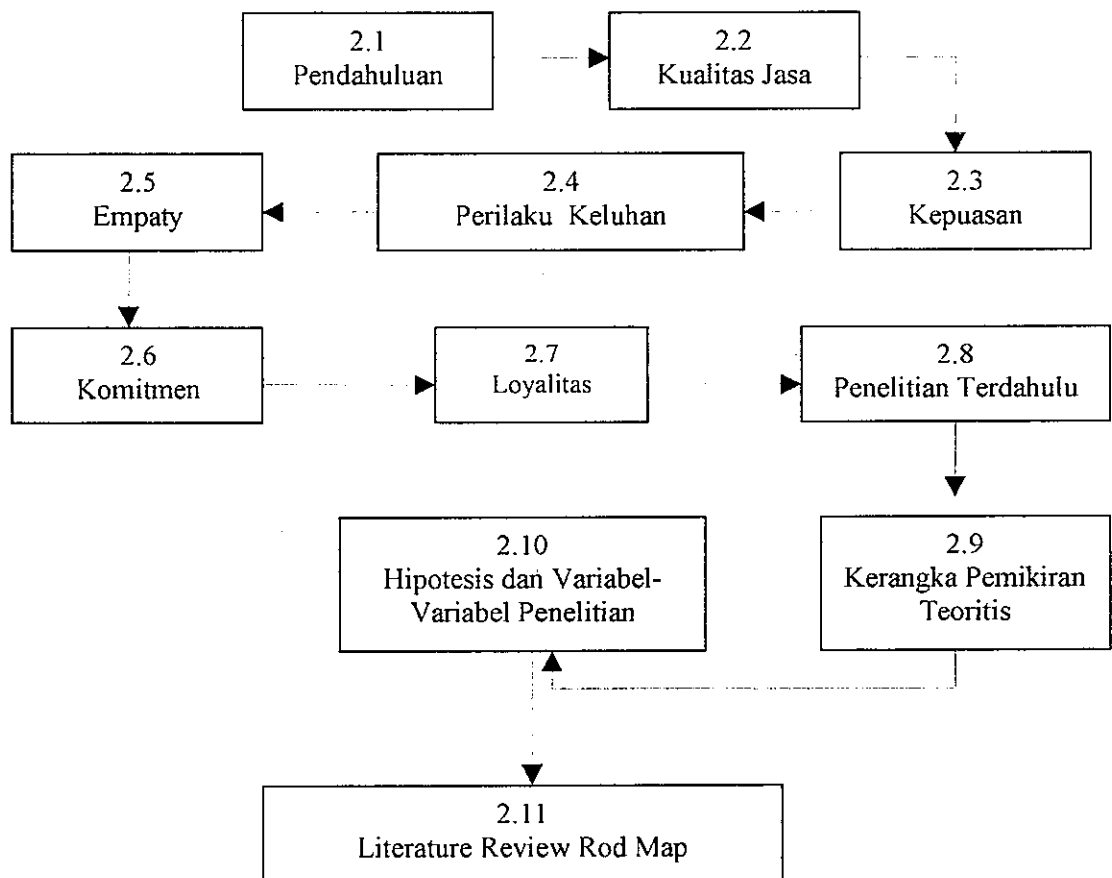 2.1
Pendahuluan
2.2
Kualitas Jasa
2.3
Kepuasan
2.4
Perilaku Keluhan
2.5
Empaty
2.6
Komitmen
2.7
Loyalitas
2.8
Penelitian Terdahulu
2.9
Kerangka Pemikiran
Teoritis
2.10
Hipotesis dan Variabel-
Variabel Penelitian
2.11
Literature Review Rod Map